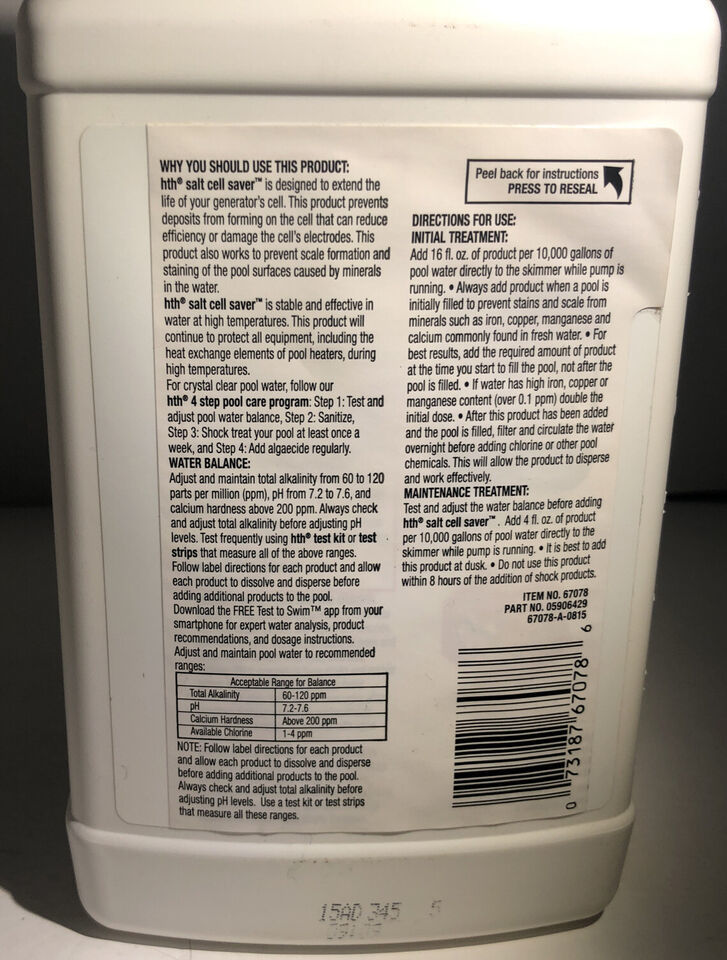 WHY YOU SHOULD USE THIS PRODUCT:
hth® salt cell saver™ is designed to extend the
life of your generator's cell. This product prevents
deposits from forming on the cell that can reduce
efficiency or damage the cell's electrodes. This
product also works to prevent scale formation and
staining of the pool surfaces caused by minerals
in the water.
hth® salt cell saver™ is stable and effective in
water at high temperatures. This product will
continue to protect all equipment, including the
heat exchange elements of pool heaters, during
high temperatures.
For crystal clear pool water, follow our
hth® 4 step pool care program: Step 1: Test and
adjust pool water balance, Step 2: Sanitize,
Step 3: Shock treat your pool at least once a
week, and Step 4: Add algaecide regularly.
WATER BALANCE:
Adjust and maintain total alkalinity from 60 to 120
parts per million (ppm), pH from 7.2 to 7.6, and
calcium hardness above 200 ppm. Always check
and adjust total alkalinity before adjusting pH
levels. Test frequently using hth® test kit or test
strips that measure all of the above ranges.
Follow label directions for each product and allow
each product to dissolve and disperse before
adding additional products to the pool.
Download the FREE Test to Swim™ app from your
smartphone for expert water analysis, product
recommendations, and dosage instructions.
Adjust and maintain pool water to recommended
ranges:
Acceptable Range for Balance
Total Alkalinity 60-120 ppm
pH 7.2-7.6
Calcium Hardness Above 200 ppm
Available Chlorine 1-4 ppm
NOTE: Follow label directions for each product
and allow each product to dissolve and disperse
before adding additional products to the pool.
Always check and adjust total alkalinity before
adjusting pH levels. Use a test kit or test strips
that measure all these ranges.
Peel back for instructions
PRESS TO RESEAL
DIRECTIONS FOR USE:
INITIAL TREATMENT:
Add 16 fl. oz. of product per 10,000 gallons of
pool water directly to the skimmer while pump is
running. • Always add product when a pool is
initially filled to prevent stains and scale from
minerals such as iron, copper, manganese and
calcium commonly found in fresh water. • For
best results, add the required amount of product
at the time you start to fill the pool, not after the
pool is filled. • If water has high iron, copper or
manganese content (over 0.1 ppm) double the
initial dose. • After this product has been added
and the pool is filled, filter and circulate the water
overnight before adding chlorine or other pool
chemicals. This will allow the product to disperse
and work effectively.
MAINTENANCE TREATMENT:
Test and adjust the water balance before adding
hth® salt cell saver™. Add 4 fl. oz. of product
per 10,000 gallons of pool water directly to the
skimmer while pump is running. • It is best to add
this product at dusk. • Do not use this product
within 8 hours of the addition of shock products.
ITEM NO. 67078
PART NO. 05906429
67078-A-0815
0 73187 67078 6
15AD 345 5